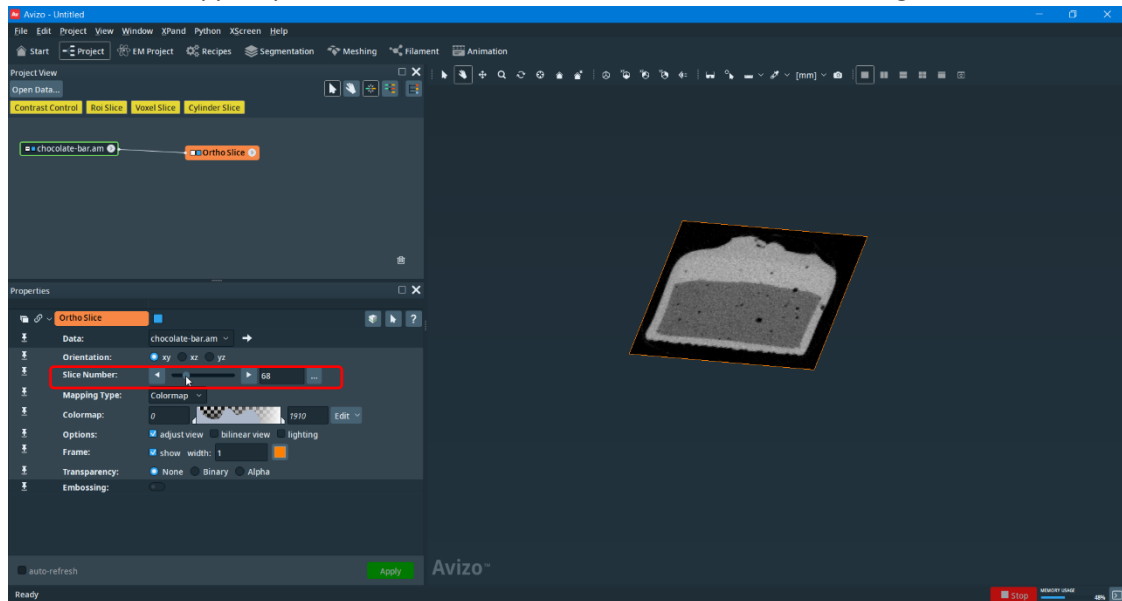 Avizo - Untitled
File Edit Project View Window XPand Python XScreen Help
Start Project EM Project Recipes Segmentation Meshing Filament Animation
Project View
Open Data...
[mm]
Contrast Control Roi Slice Voxel Slice Cylinder Slice
chocolate-bar.am
Ortho Slice
Properties
Ortho Slice
?
Data: chocolate-bar.am
Orientation: xy xz yz
Slice Number: 68 ...
Mapping Type: Colormap
Colormap: 0 1910 Edit
Options: adjust view bilinear view lighting
Frame: show width: 1
Transparency: None Binary Alpha
Embossing:
auto-refresh
Apply
Avizo™
Ready
Stop
MEMORY USAGE
48%